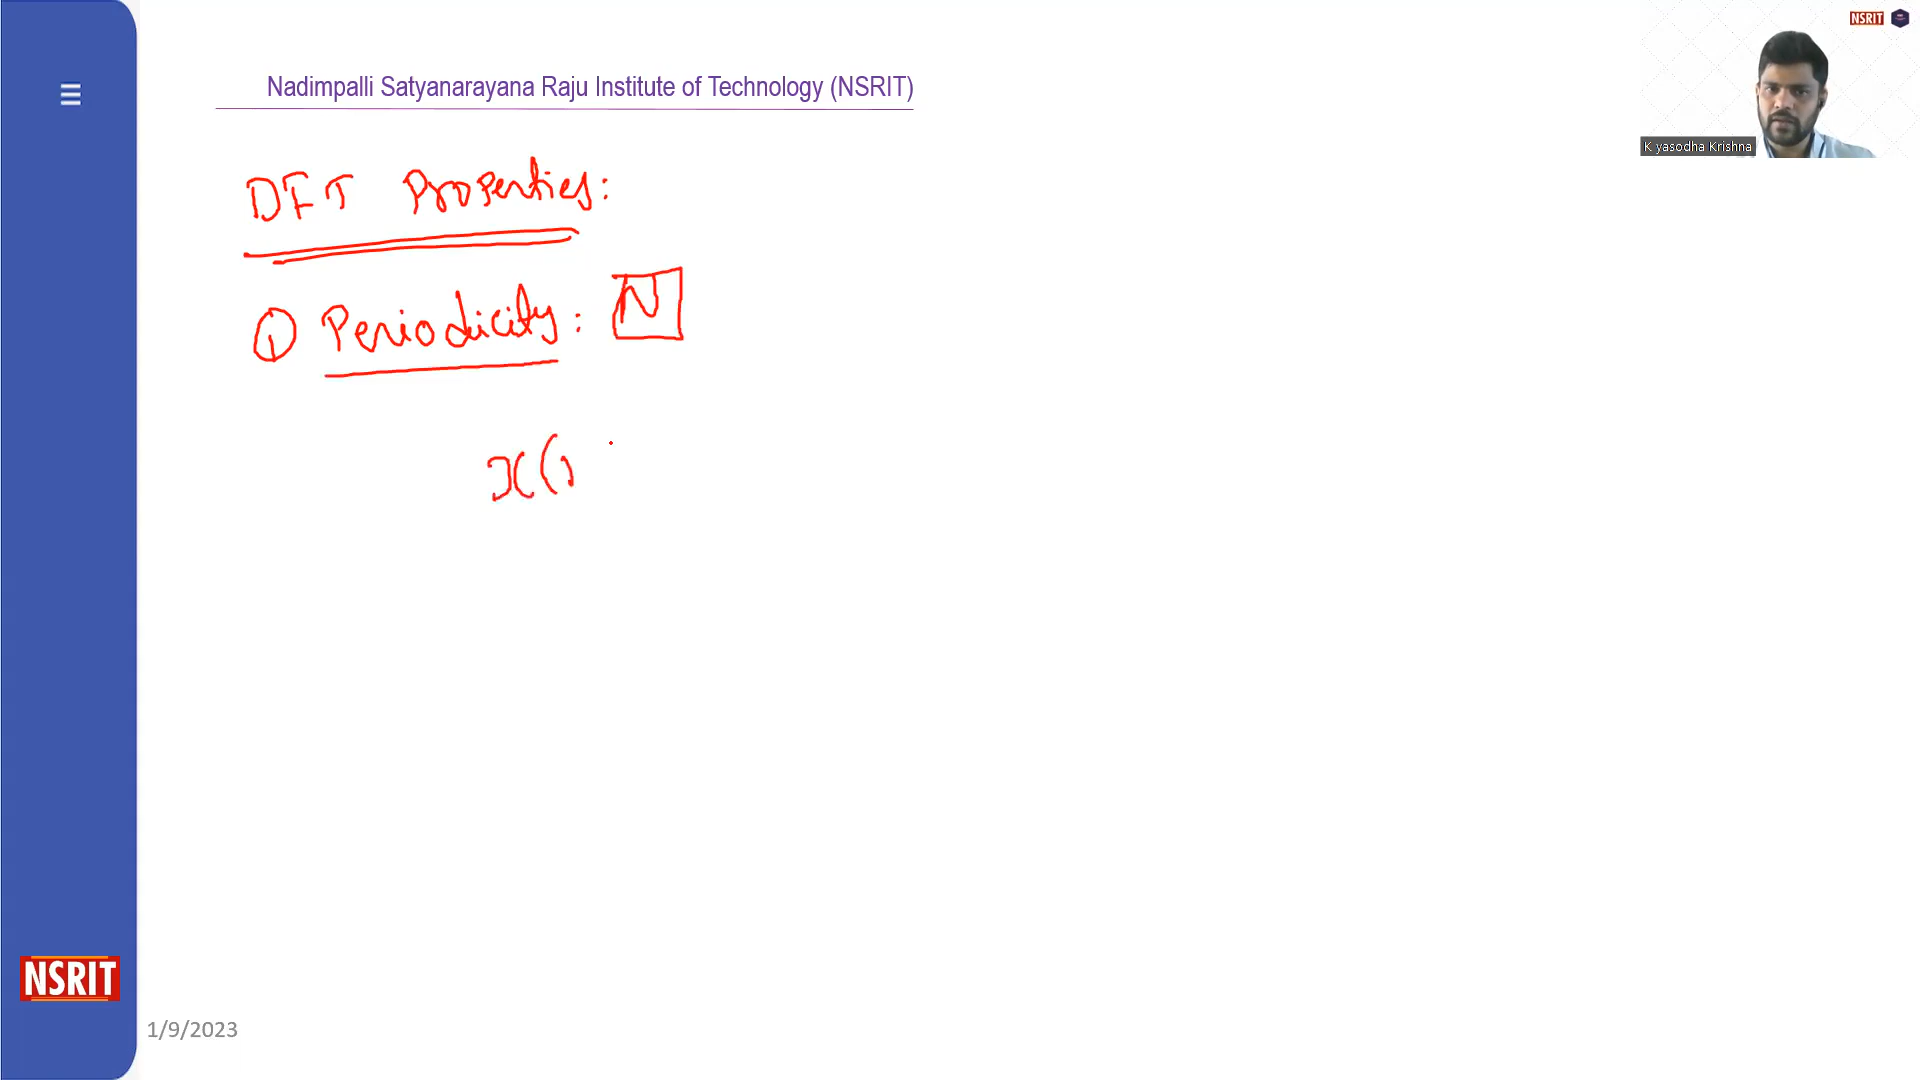 NSRIT
Nadimpalli Satyanarayana Raju Institute of Technology (NSRIT)
K yasodha Krishna
DFT Properties:
① Periodicity: N
x(
NSRIT
1/9/2023